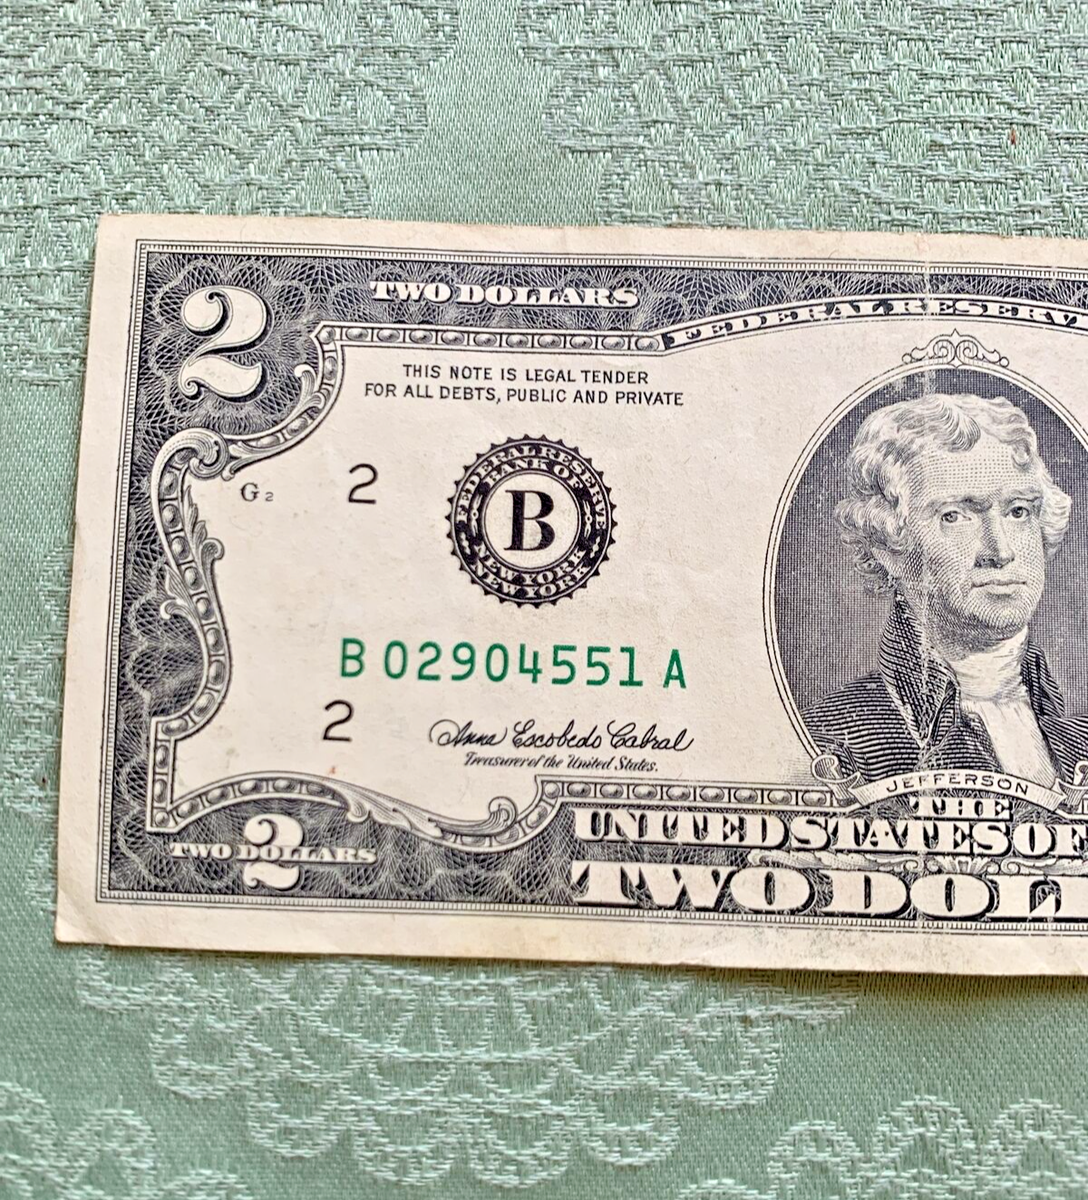 2
TWO DOLLARS
FEDERAL RESERV
THIS NOTE IS LEGAL TENDER
FOR ALL DEBTS, PUBLIC AND PRIVATE
G2
2
FEDERAL RESERVE
BANK OF
B
NEW YORK
NEW YORK
B 02904551 A
2
Anna Escobedo Cabral
Treasurer of the United States.
JEFFERSON
THE
UNITED STATES OF
2
TWO DOLLARS
TWO DOL